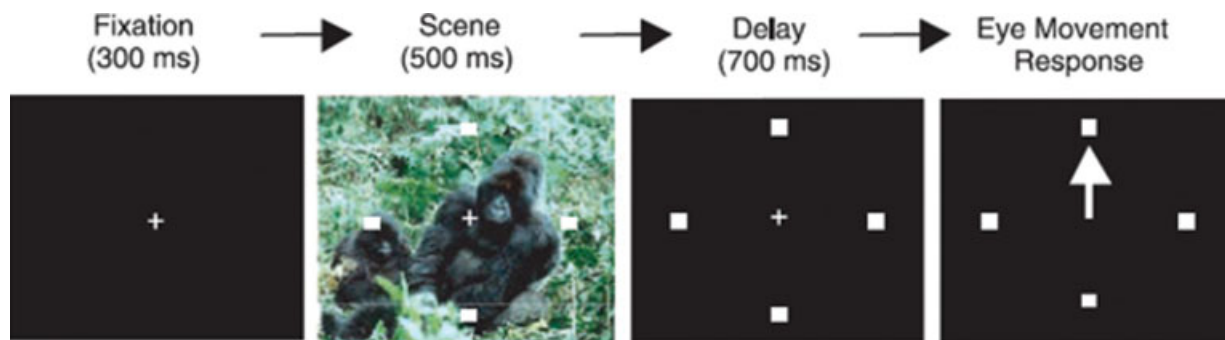 Fixation
(300 ms)
Scene
(500 ms)
Delay
(700 ms)
Eye Movement
Response